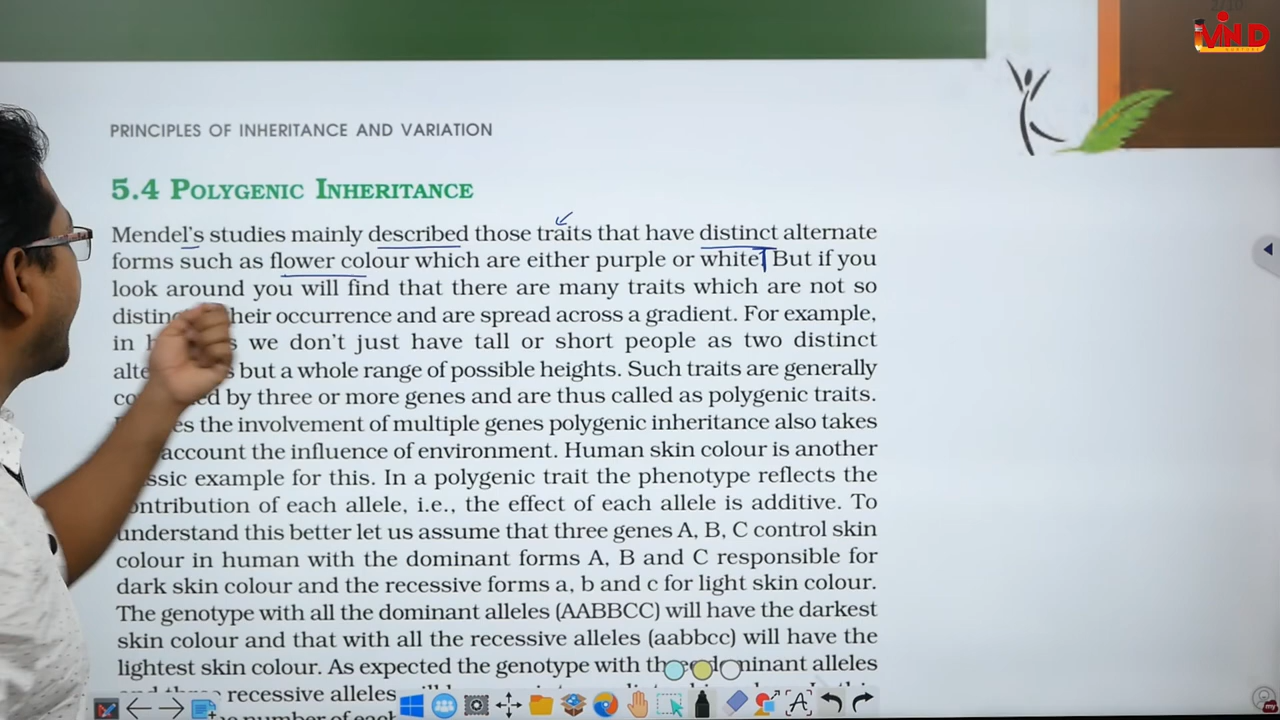 2/10
MIND
PRINCIPLES OF INHERITANCE AND VARIATION
5.4 POLYGENIC INHERITANCE
Mendel's studies mainly described those traits that have distinct alternate
forms such as flower colour which are either purple or white. But if you
look around you will find that there are many traits which are not so
their occurrence and are spread across a gradient. For example,
in we don't just have tall or short people as two distinct
but a whole range of possible heights. Such traits are generally
by three or more genes and are thus called as polygenic traits.
the involvement of multiple genes polygenic inheritance also takes
account the influence of environment. Human skin colour is another
example for this. In a polygenic trait the phenotype reflects the
contribution of each allele, i.e., the effect of each allele is additive. To
understand this better let us assume that three genes A, B, C control skin
colour in human with the dominant forms A, B and C responsible for
dark skin colour and the recessive forms a, b and c for light skin colour.
The genotype with all the dominant alleles (AABBCC) will have the darkest
skin colour and that with all the recessive alleles (aabbcc) will have the
lightest skin colour. As expected the genotype with three dominant alleles
recessive alleles
number of each